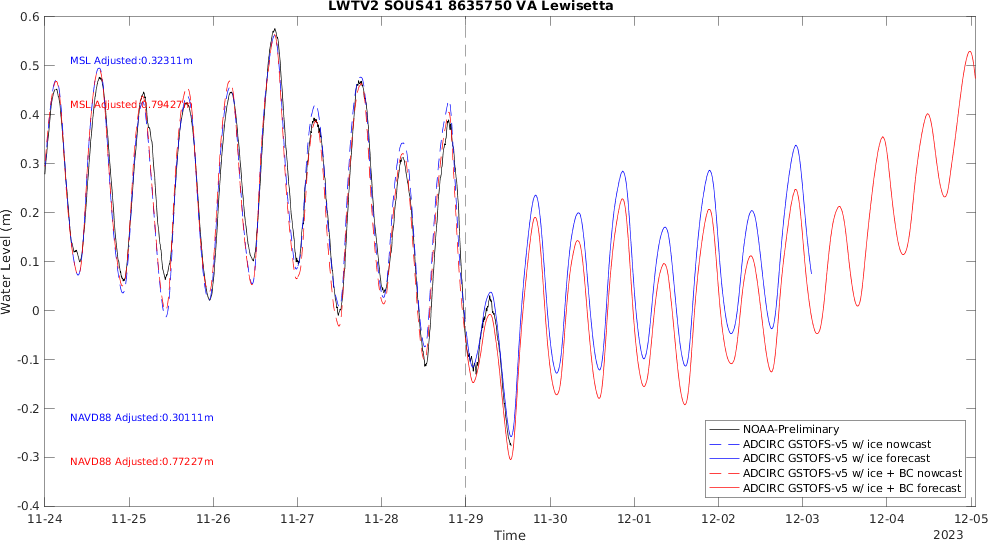 LWTV2 SOUS41 8635750 VA Lewisetta
0.6
0.5
0.4
0.3
0.2
0.1
0
-0.1
-0.2
-0.3
-0.4
Water Level (m)
MSL Adjusted:0.32311m
MSL Adjusted:0.79427m
NAVD88 Adjusted:0.30111m
NAVD88 Adjusted:0.77227m
NOAA-Preliminary
ADCIRC GSTOFS-v5 w/ ice nowcast
ADCIRC GSTOFS-v5 w/ ice forecast
ADCIRC GSTOFS-v5 w/ ice + BC nowcast
ADCIRC GSTOFS-v5 w/ ice + BC forecast
11-24 11-25 11-26 11-27 11-28 11-29 11-30 12-01 12-02 12-03 12-04 12-05
Time
2023